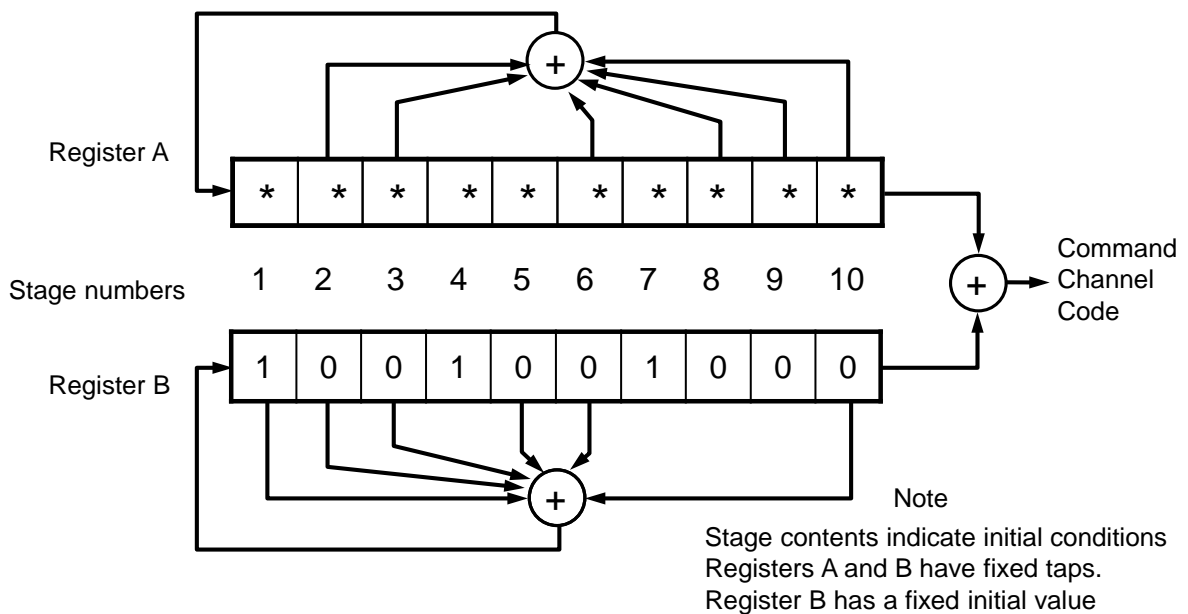 +
Register A
* * * * * * * * * *
Stage numbers 1 2 3 4 5 6 7 8 9 10
+
Command
Channel
Code
Register B
1 0 0 1 0 0 1 0 0 0
+
Note
Stage contents indicate initial conditions
Registers A and B have fixed taps.
Register B has a fixed initial value